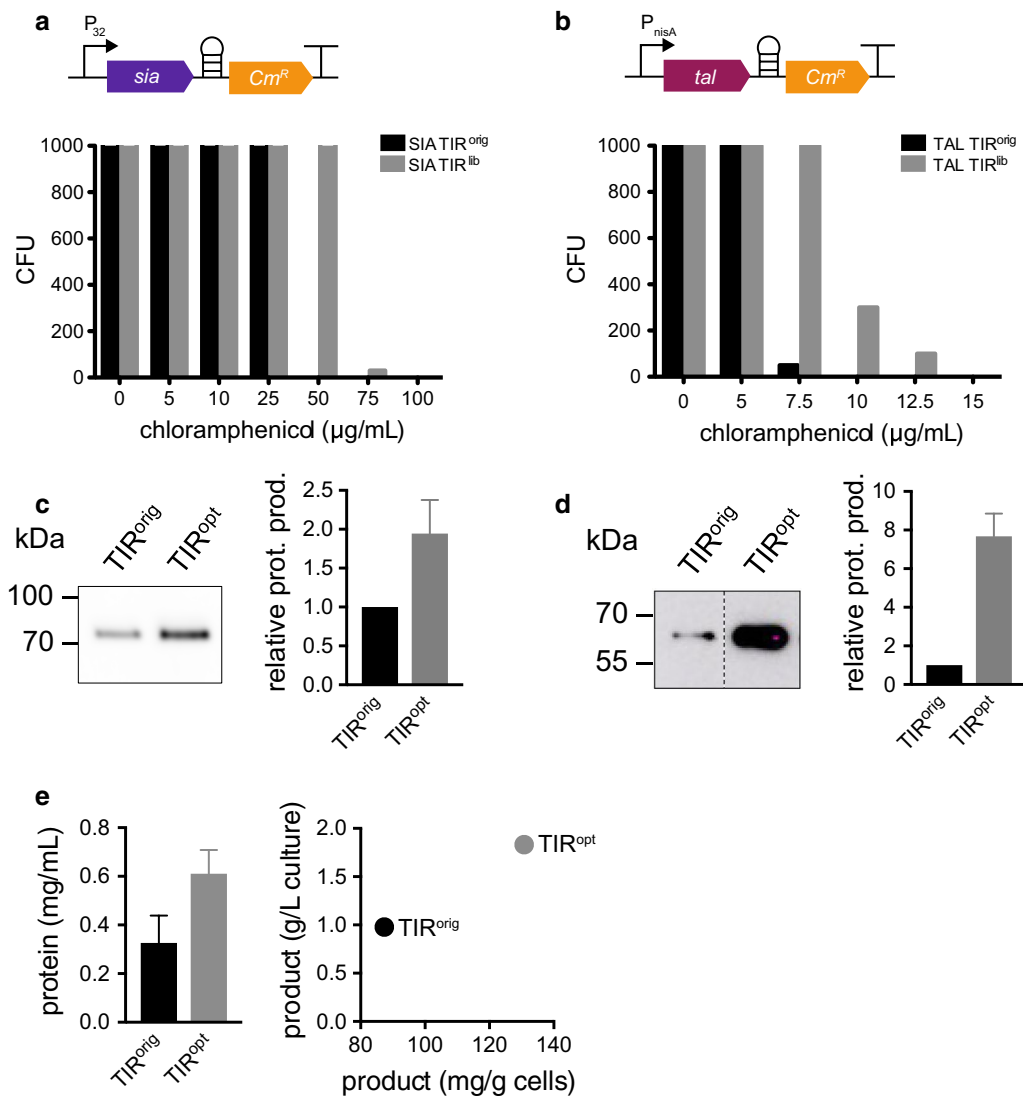 a
P32
sia
CmR
SIA TIRorig
SIA TIRlib
CFU
1000
800
600
400
200
0
0 5 10 25 50 75 100
chloramphenicol (µg/mL)
b
PnisA
tal
CmR
TAL TIRorig
TAL TIRlib
CFU
1000
800
600
400
200
0
0 5 7.5 10 12.5 15
chloramphenicol (µg/mL)
c
kDa
TIRorig TIRopt
100
70
relative prot. prod.
2.5
2.0
1.5
1.0
0.5
0.0
TIRorig TIRopt
d
kDa
TIRorig TIRopt
70
55
relative prot. prod.
10
8
6
4
2
0
TIRorig TIRopt
e
protein (mg/mL)
0.8
0.6
0.4
0.2
0.0
TIRorig TIRopt
product (g/L culture)
2.0
1.5
1.0
0.5
0.0
TIRopt
TIRorig
80 100 120 140
product (mg/g cells)